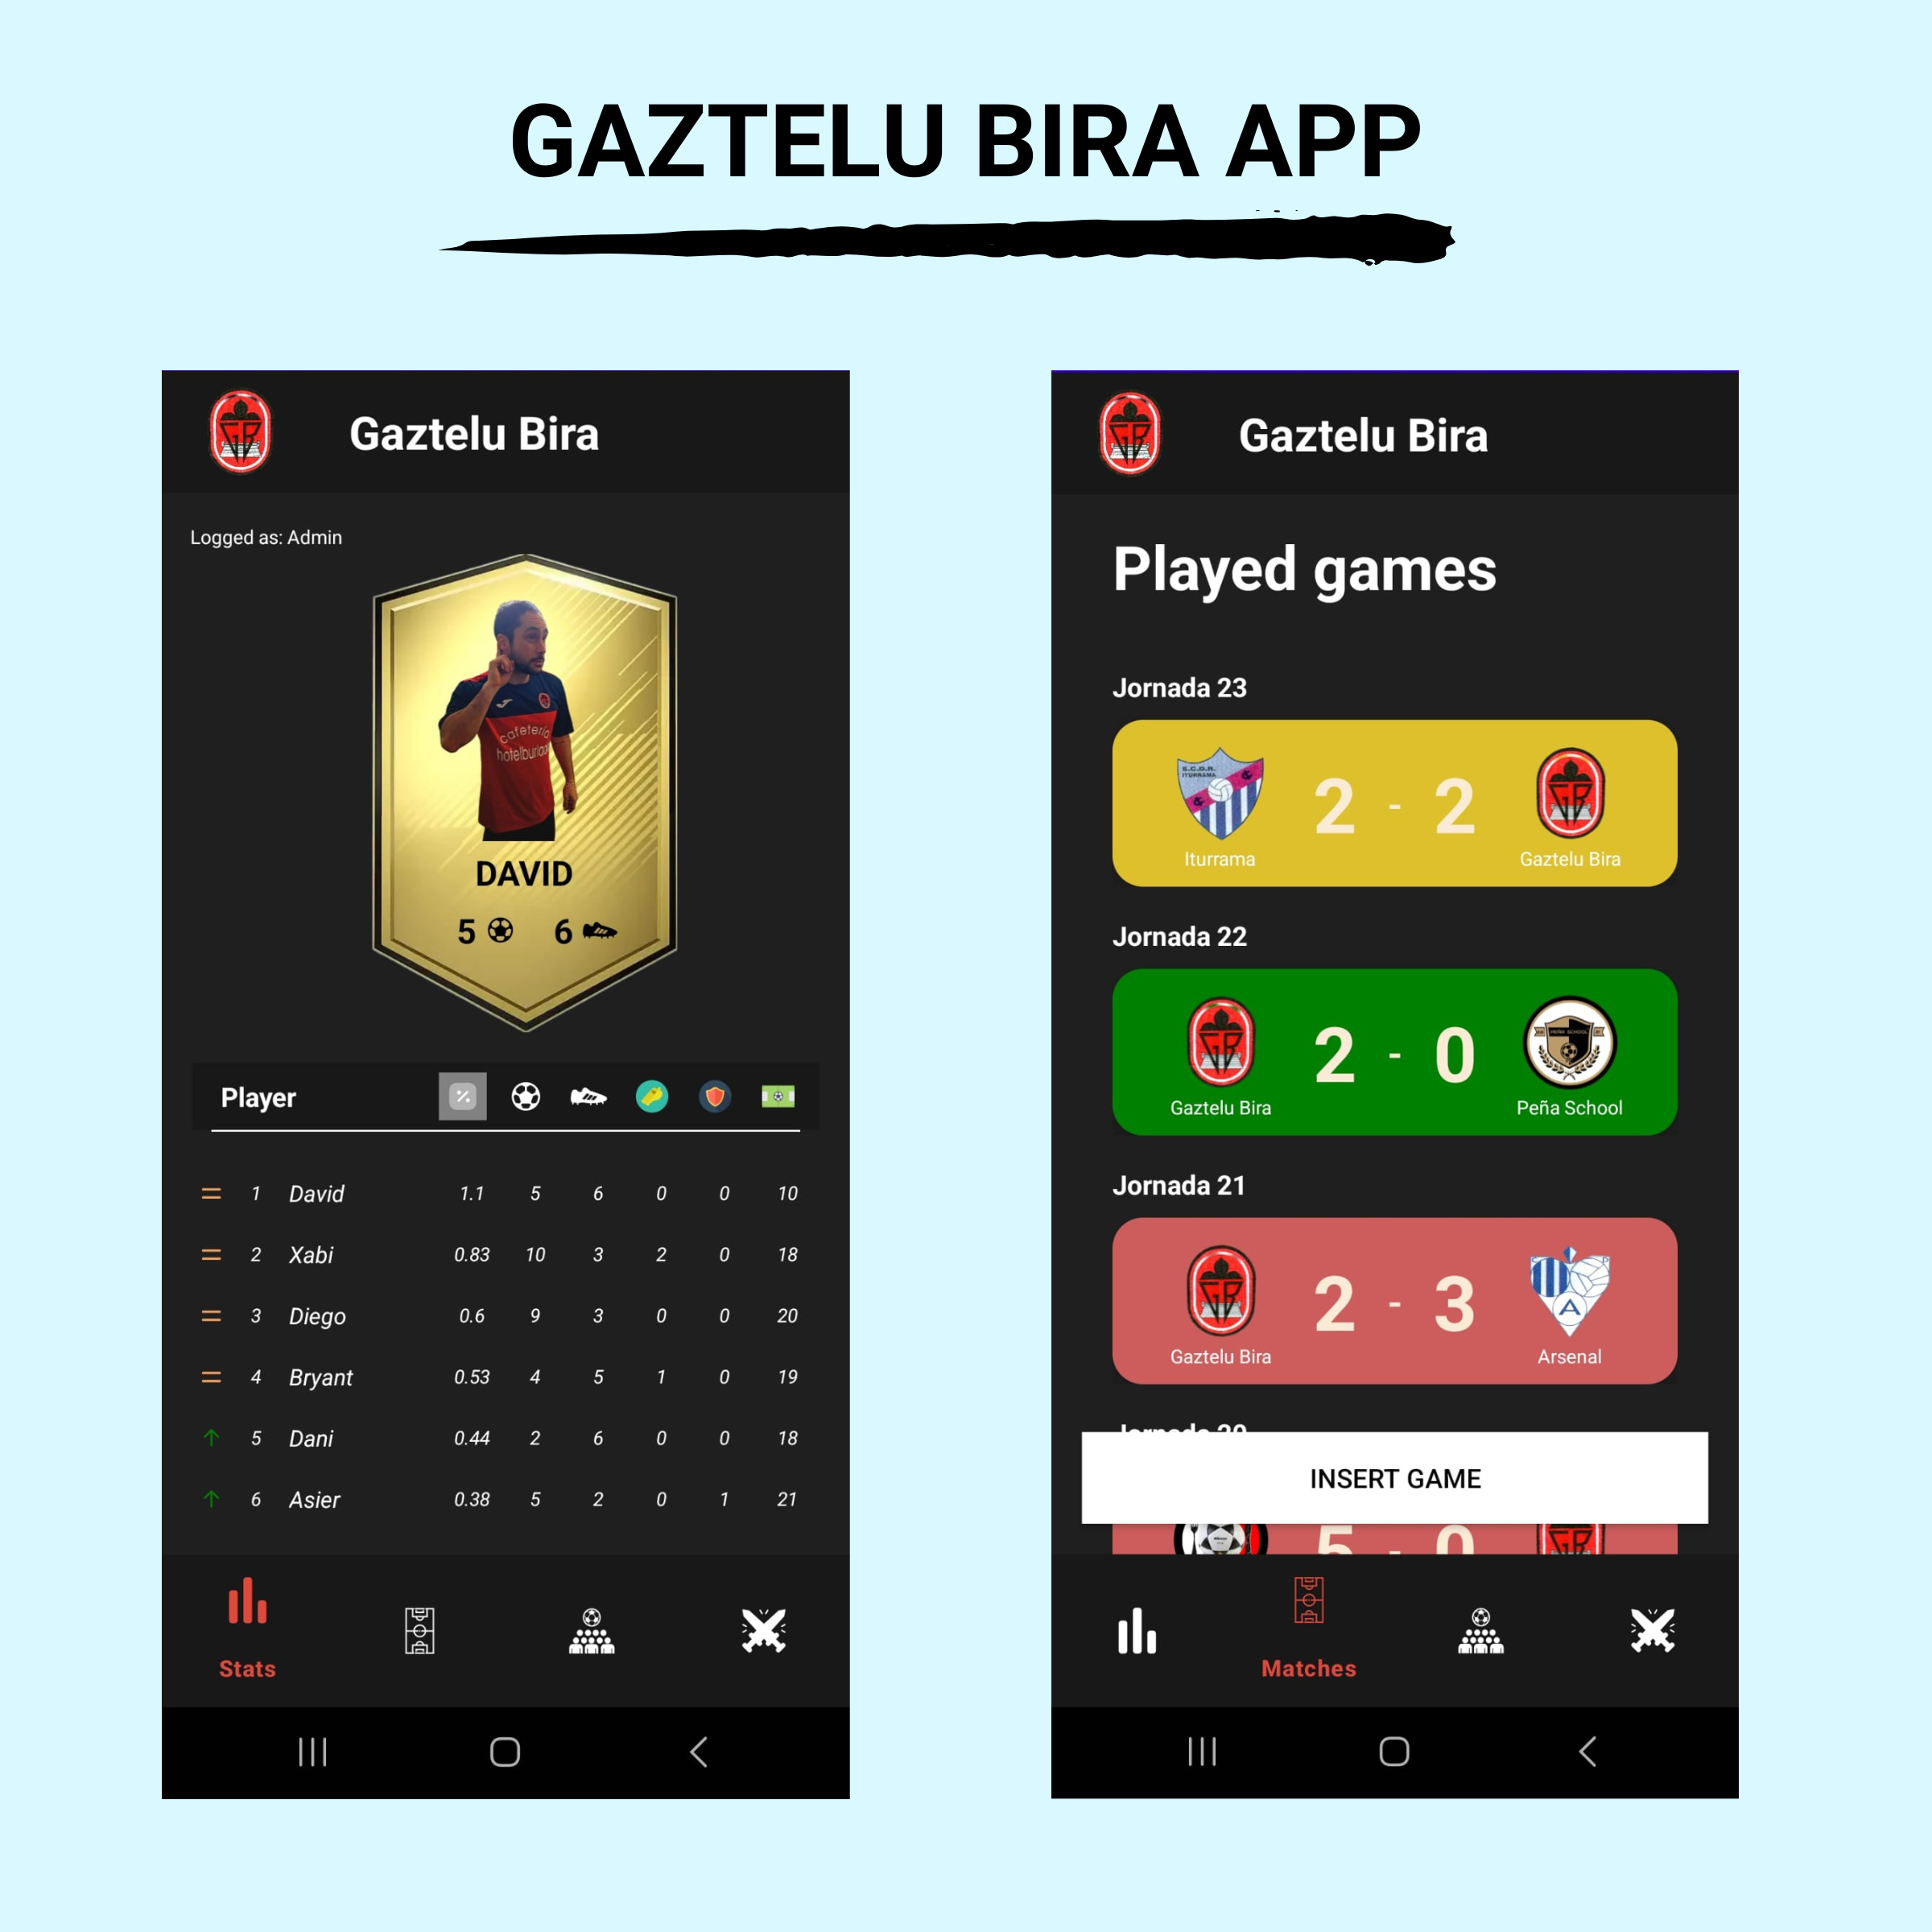 GAZTELU BIRA APP
Gaztelu Bira
Logged as: Admin
cafetería
DAVID
5 6
Player
1 David 1.1 5 6 0 0 10
2 Xabi 0.83 10 3 2 0 18
3 Diego 0.6 9 3 0 0 20
4 Bryant 0.53 4 5 1 0 19
5 Dani 0.44 2 6 0 0 18
6 Asier 0.38 5 2 0 1 21
Stats
Gaztelu Bira
Played games
Jornada 23
ITURRAMA
2 - 2
Iturrama Gaztelu Bira
Jornada 22
PEÑA SCHOOL
2 - 0
Gaztelu Bira Peña School
Jornada 21
2 - 3
A
Gaztelu Bira Arsenal
Jornada 20
INSERT GAME
5 - 0
Matches